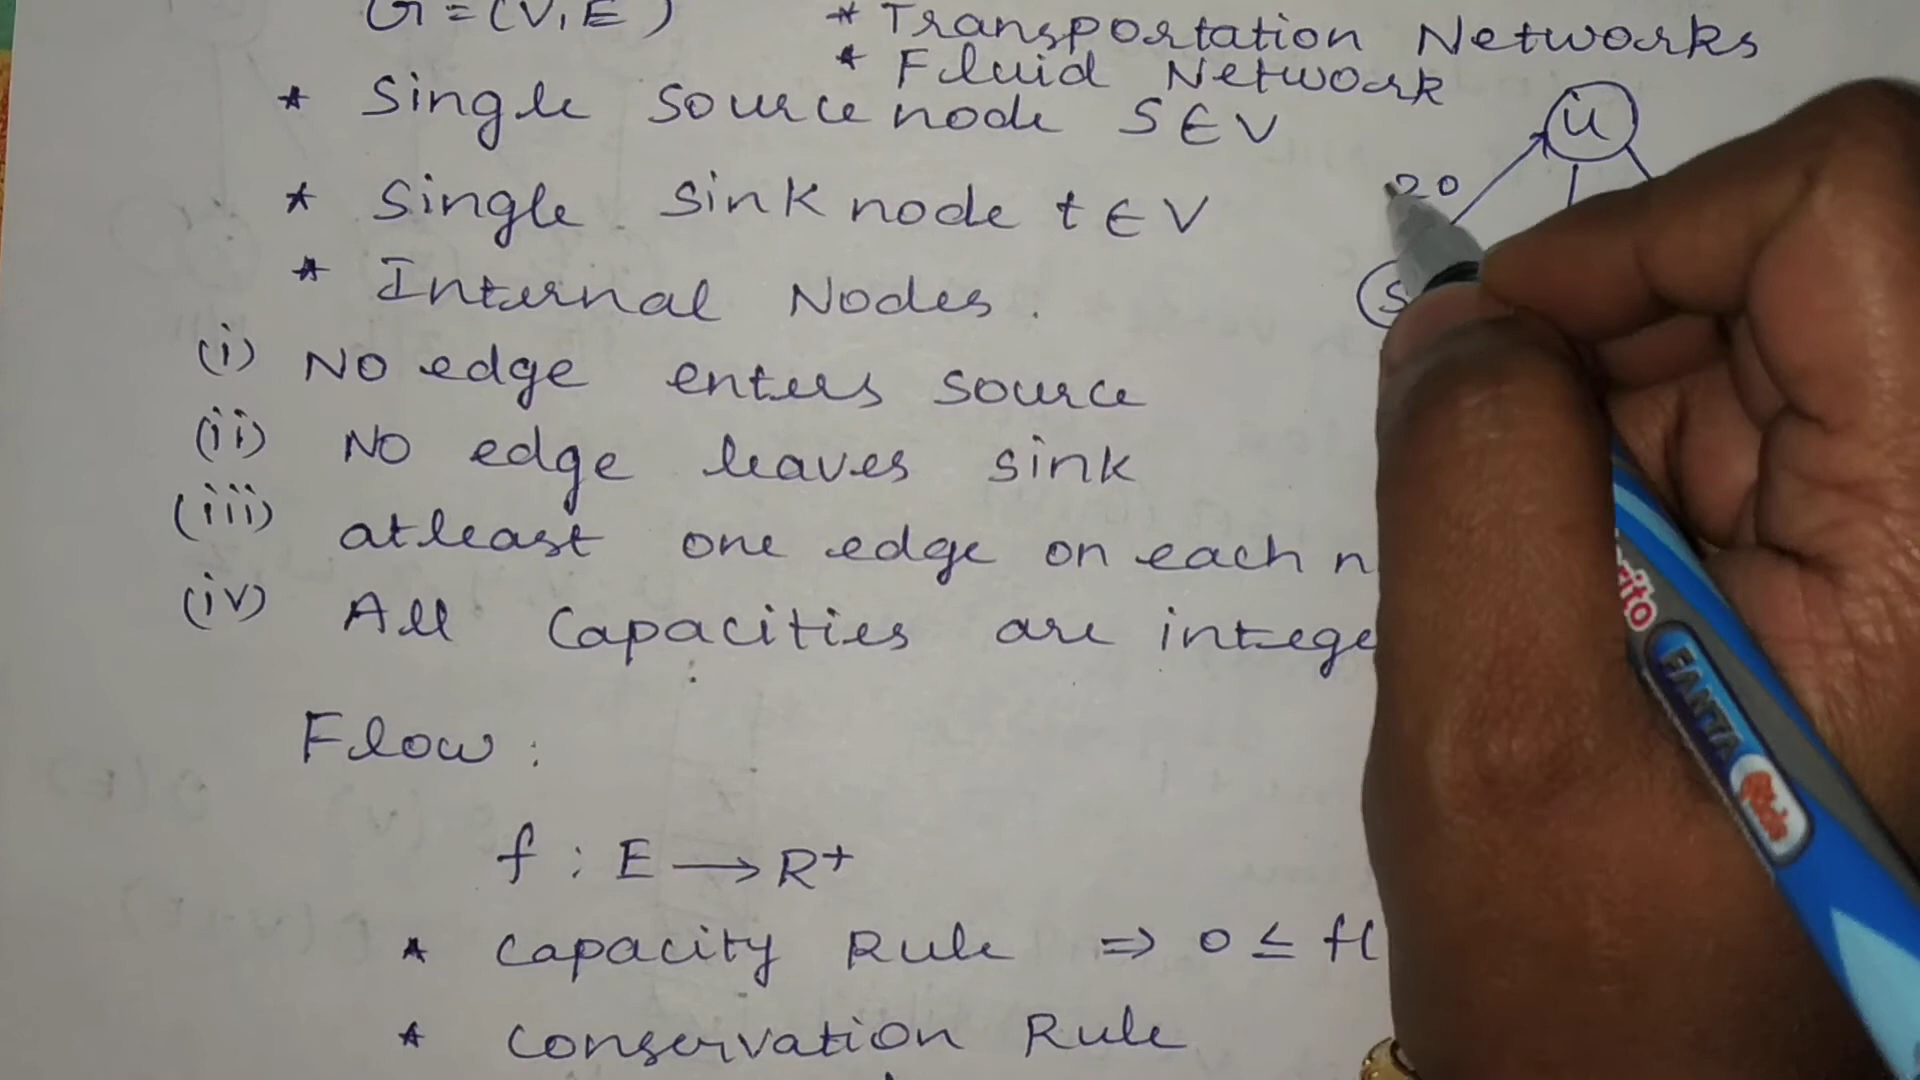 G = (V, E)
* Transportation Networks
* Fluid Network
* Single source node S ∈ V
* Single sink node t ∈ V
* Internal Nodes.
(i) No edge enters source
(ii) No edge leaves sink
(iii) atleast one edge on each n
(iv) All Capacities are intege
Flow :
f : E → R+
* Capacity Rule ⇒ 0 ≤ f(
* Conservation Rule
u
20
S
rito
FANTA